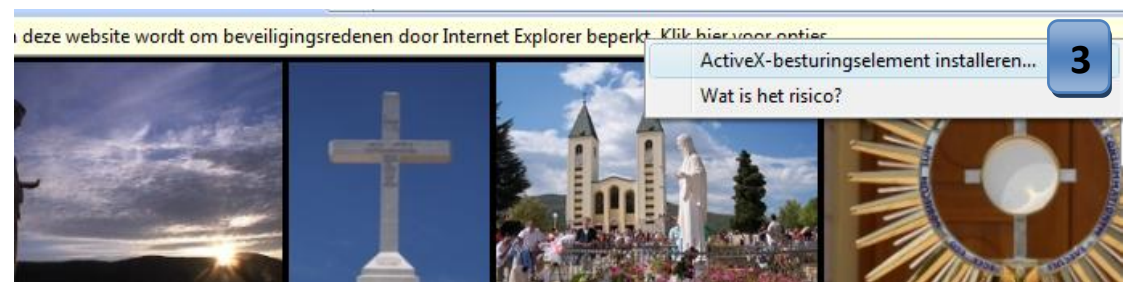 deze website wordt om beveiligingsredenen door Internet Explorer beperkt. Klik hier voor opties
ActiveX-besturingselement installeren...
3
Wat is het risico?